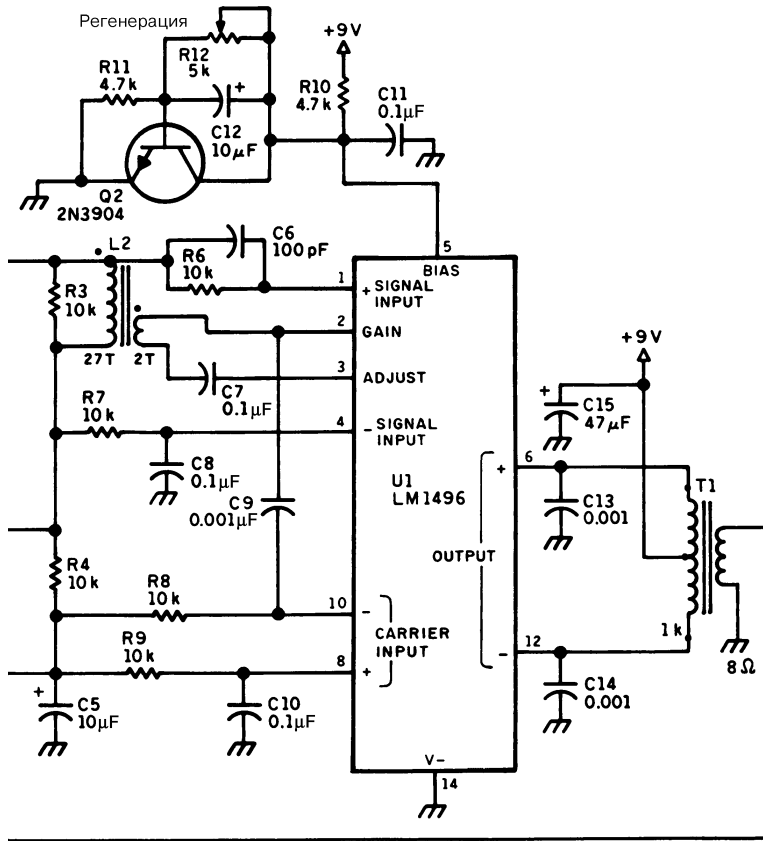 Регенерация
+9V
R11
4.7k
R12
5k
+
C12
10µF
R10
4.7k
C11
0.1µF
Q2
2N3904
L2
C6
100pF
R6
10k
5
BIAS
1
+ SIGNAL
INPUT
R3
10k
2
GAIN
27T
2T
3
ADJUST
C7
0.1µF
+9V
R7
10k
4
- SIGNAL
INPUT
+
C15
47µF
C8
0.1µF
U1
LM1496
6
+
T1
C9
0.001µF
C13
0.001
OUTPUT
R4
10k
R8
10k
10
-
CARRIER
INPUT
1k
R9
10k
8
+
12
-
8Ω
+
C5
10µF
C10
0.1µF
C14
0.001
V-
14